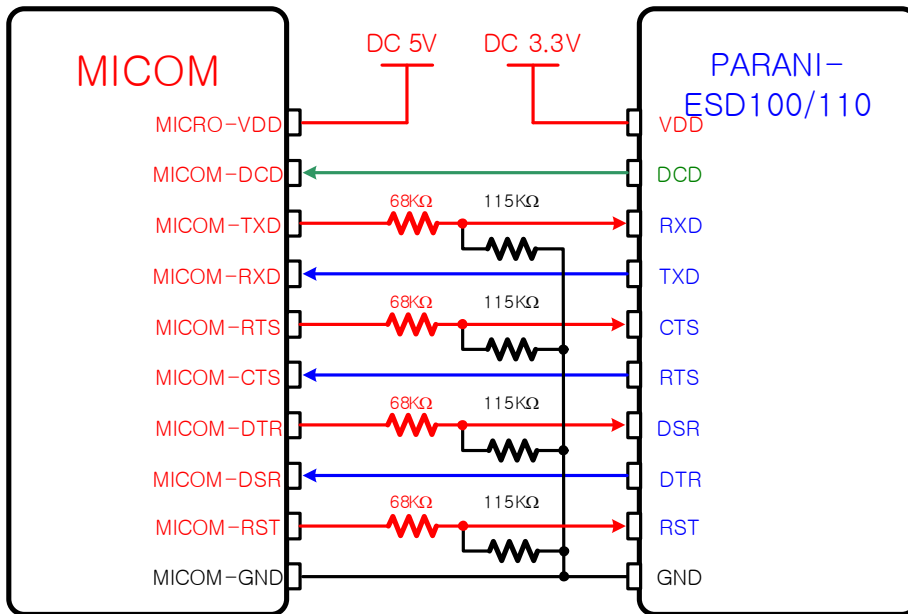 MICOM
DC 5V
DC 3.3V
PARANI-
ESD100/110
MICRO-VDD
VDD
MICOM-DCD
DCD
68KΩ
115KΩ
MICOM-TXD
RXD
MICOM-RXD
TXD
68KΩ
115KΩ
MICOM-RTS
CTS
MICOM-CTS
RTS
68KΩ
115KΩ
MICOM-DTR
DSR
MICOM-DSR
DTR
68KΩ
115KΩ
MICOM-RST
RST
MICOM-GND
GND